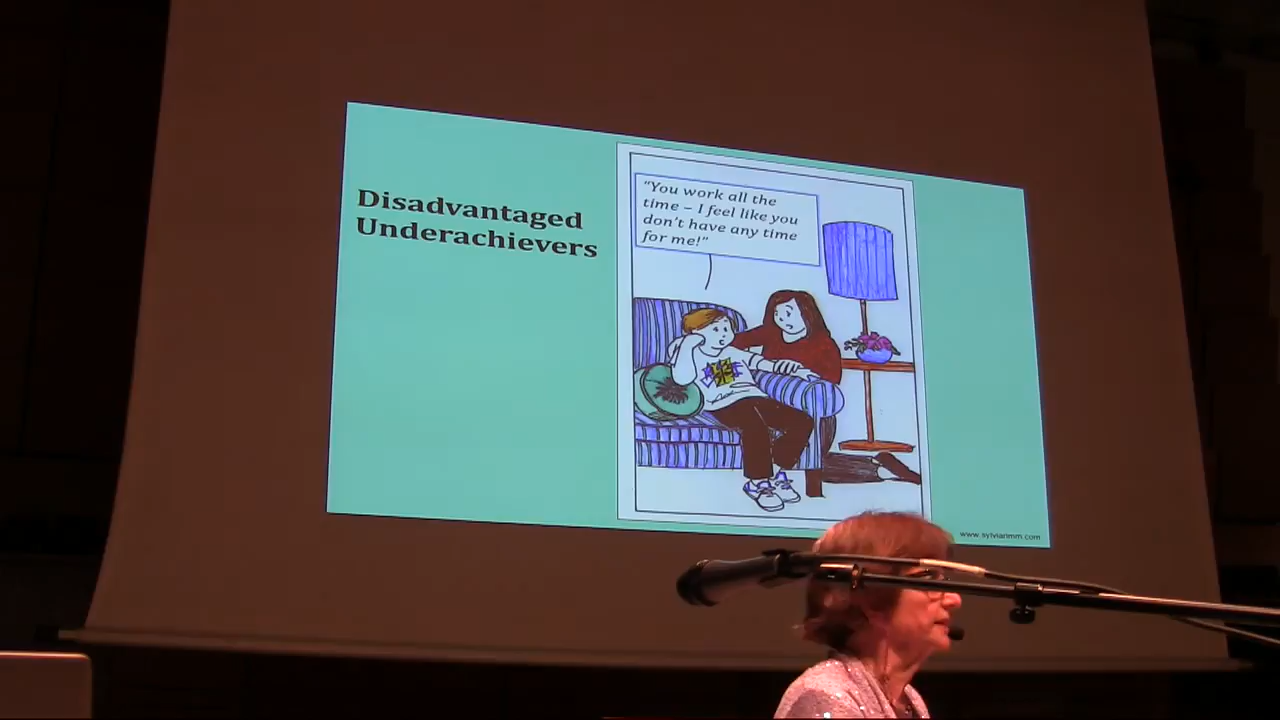 Disadvantaged
Underachievers
"You work all the
time – I feel like you
don't have any time
for me!"
www.sylviarimm.com